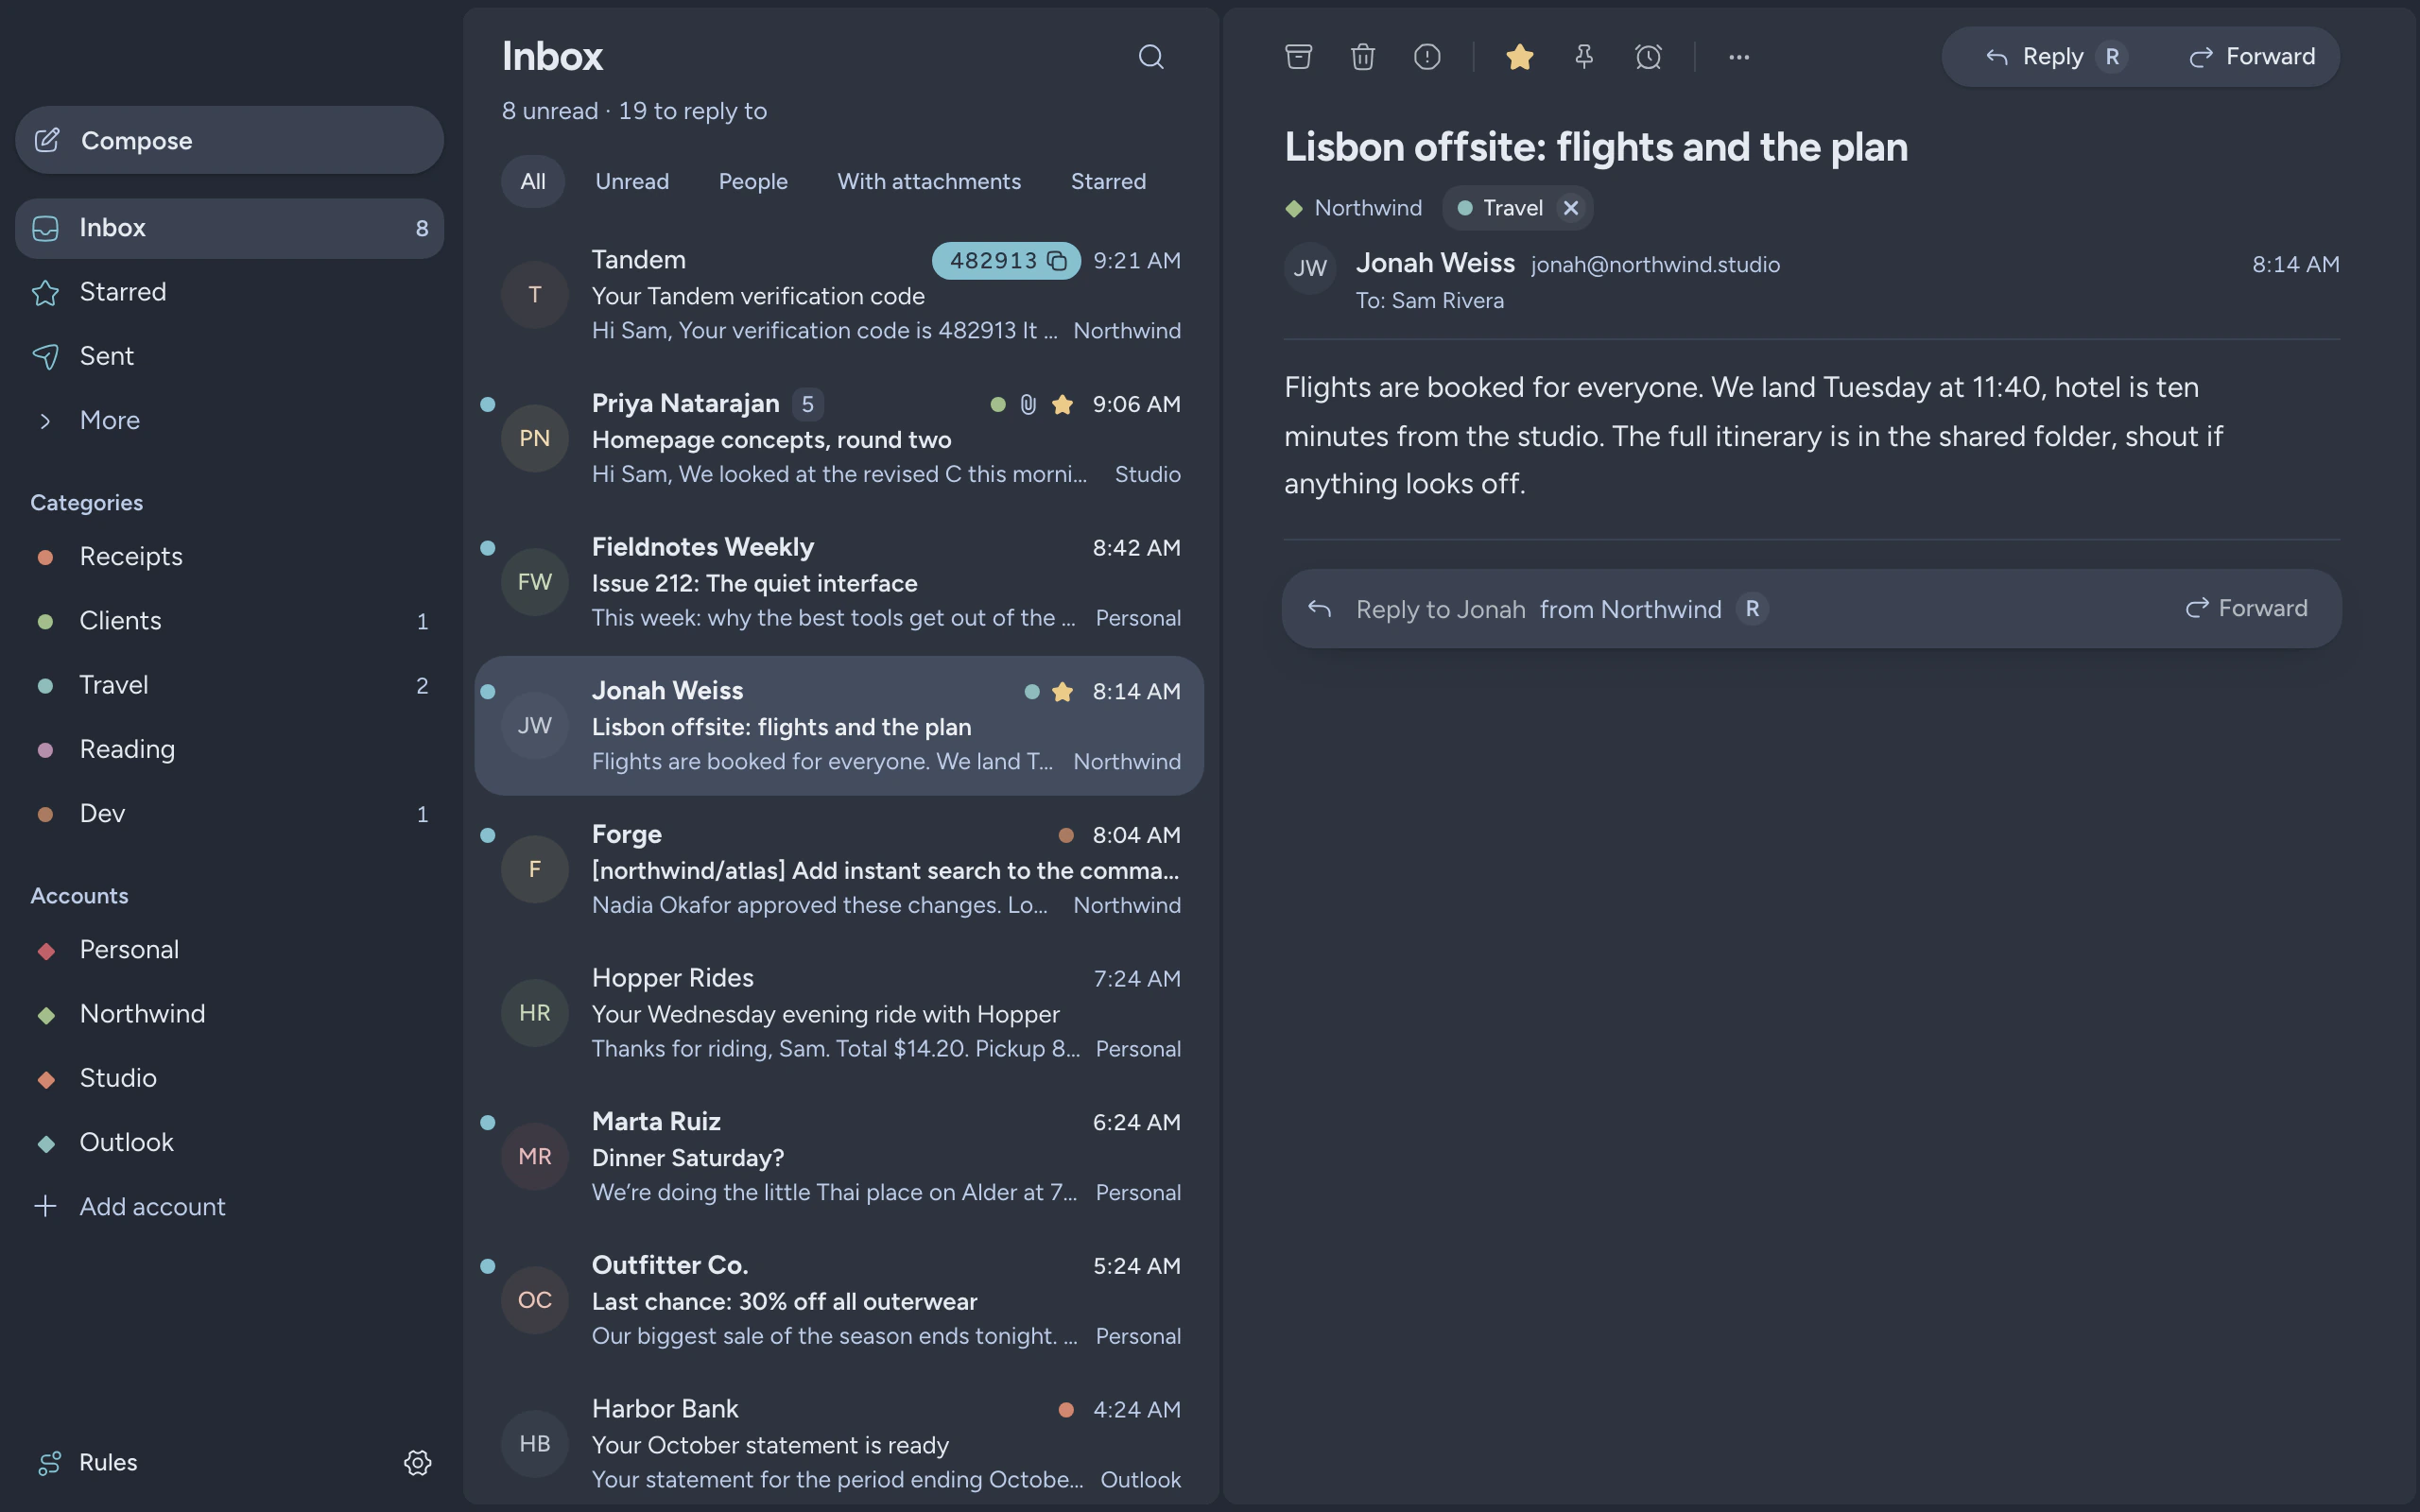 Compose
Inbox 8
Starred
Sent
More
Categories
Receipts
Clients 1
Travel 2
Reading
Dev 1
Accounts
Personal
Northwind
Studio
Outlook
Add account
Rules
Inbox
8 unread · 19 to reply to
All Unread People With attachments Starred
T
Tandem 482913 9:21 AM
Your Tandem verification code
Hi Sam, Your verification code is 482913 It ... Northwind
PN
Priya Natarajan 5 9:06 AM
Homepage concepts, round two
Hi Sam, We looked at the revised C this morni... Studio
FW
Fieldnotes Weekly 8:42 AM
Issue 212: The quiet interface
This week: why the best tools get out of the ... Personal
JW
Jonah Weiss 8:14 AM
Lisbon offsite: flights and the plan
Flights are booked for everyone. We land T... Northwind
F
Forge 8:04 AM
[northwind/atlas] Add instant search to the comma...
Nadia Okafor approved these changes. Lo... Northwind
HR
Hopper Rides 7:24 AM
Your Wednesday evening ride with Hopper
Thanks for riding, Sam. Total $14.20. Pickup 8... Personal
MR
Marta Ruiz 6:24 AM
Dinner Saturday?
We’re doing the little Thai place on Alder at 7... Personal
OC
Outfitter Co. 5:24 AM
Last chance: 30% off all outerwear
Our biggest sale of the season ends tonight. ... Personal
HB
Harbor Bank 4:24 AM
Your October statement is ready
Your statement for the period ending Octobe... Outlook
Reply R Forward
Lisbon offsite: flights and the plan
Northwind Travel
JW
Jonah Weiss jonah@northwind.studio 8:14 AM
To: Sam Rivera
Flights are booked for everyone. We land Tuesday at 11:40, hotel is ten
minutes from the studio. The full itinerary is in the shared folder, shout if
anything looks off.
Reply to Jonah from Northwind R Forward